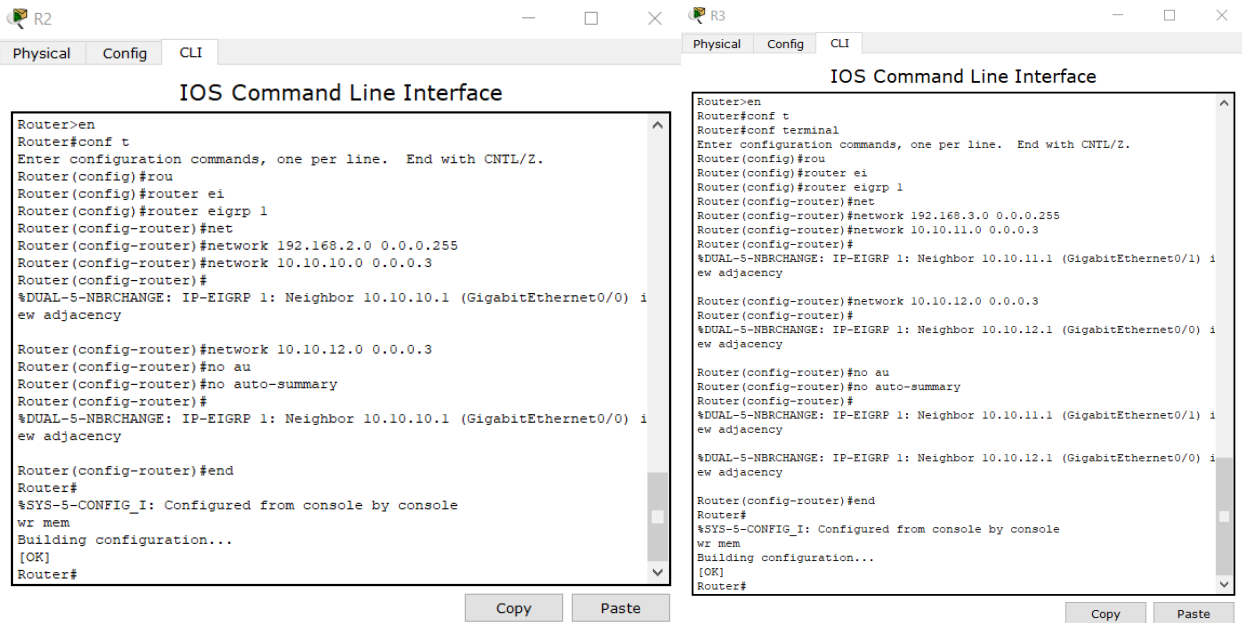 R2
Physical Config CLI
IOS Command Line Interface
Router>en
Router#conf t
Enter configuration commands, one per line.  End with CNTL/Z.
Router(config)#rou
Router(config)#router ei
Router(config)#router eigrp 1
Router(config-router)#net
Router(config-router)#network 192.168.2.0 0.0.0.255
Router(config-router)#network 10.10.10.0 0.0.0.3
Router(config-router)#
%DUAL-5-NBRCHANGE: IP-EIGRP 1: Neighbor 10.10.10.1 (GigabitEthernet0/0) i
ew adjacency
Router(config-router)#network 10.10.12.0 0.0.0.3
Router(config-router)#no au
Router(config-router)#no auto-summary
Router(config-router)#
%DUAL-5-NBRCHANGE: IP-EIGRP 1: Neighbor 10.10.10.1 (GigabitEthernet0/0) i
ew adjacency
Router(config-router)#end
Router#
%SYS-5-CONFIG_I: Configured from console by console
wr mem
Building configuration...
[OK]
Router#
Copy Paste
R3
Physical Config CLI
IOS Command Line Interface
Router>en
Router#conf t
Router#conf terminal
Enter configuration commands, one per line.  End with CNTL/Z.
Router(config)#rou
Router(config)#router ei
Router(config)#router eigrp 1
Router(config-router)#net
Router(config-router)#network 192.168.3.0 0.0.0.255
Router(config-router)#network 10.10.11.0 0.0.0.3
Router(config-router)#
%DUAL-5-NBRCHANGE: IP-EIGRP 1: Neighbor 10.10.11.1 (GigabitEthernet0/1) i
ew adjacency
Router(config-router)#network 10.10.12.0 0.0.0.3
Router(config-router)#
%DUAL-5-NBRCHANGE: IP-EIGRP 1: Neighbor 10.10.12.1 (GigabitEthernet0/0) i
ew adjacency
Router(config-router)#no au
Router(config-router)#no auto-summary
Router(config-router)#
%DUAL-5-NBRCHANGE: IP-EIGRP 1: Neighbor 10.10.11.1 (GigabitEthernet0/1) i
ew adjacency
%DUAL-5-NBRCHANGE: IP-EIGRP 1: Neighbor 10.10.12.1 (GigabitEthernet0/0) i
ew adjacency
Router(config-router)#end
Router#
%SYS-5-CONFIG_I: Configured from console by console
wr mem
Building configuration...
[OK]
Router#
Copy Paste